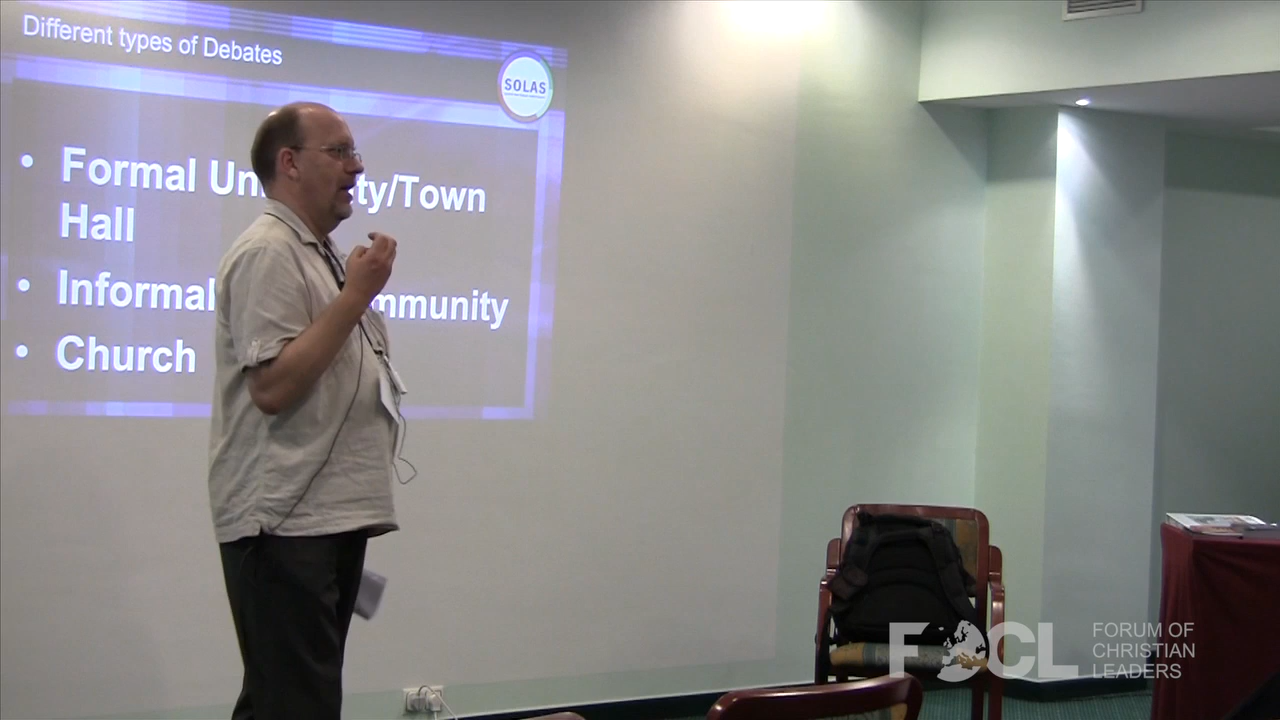 Different types of Debates
SOLAS
• Formal Un ty/Town
Hall
• Informal mmunity
• Church
FOCL
FORUM OF
CHRISTIAN
LEADERS